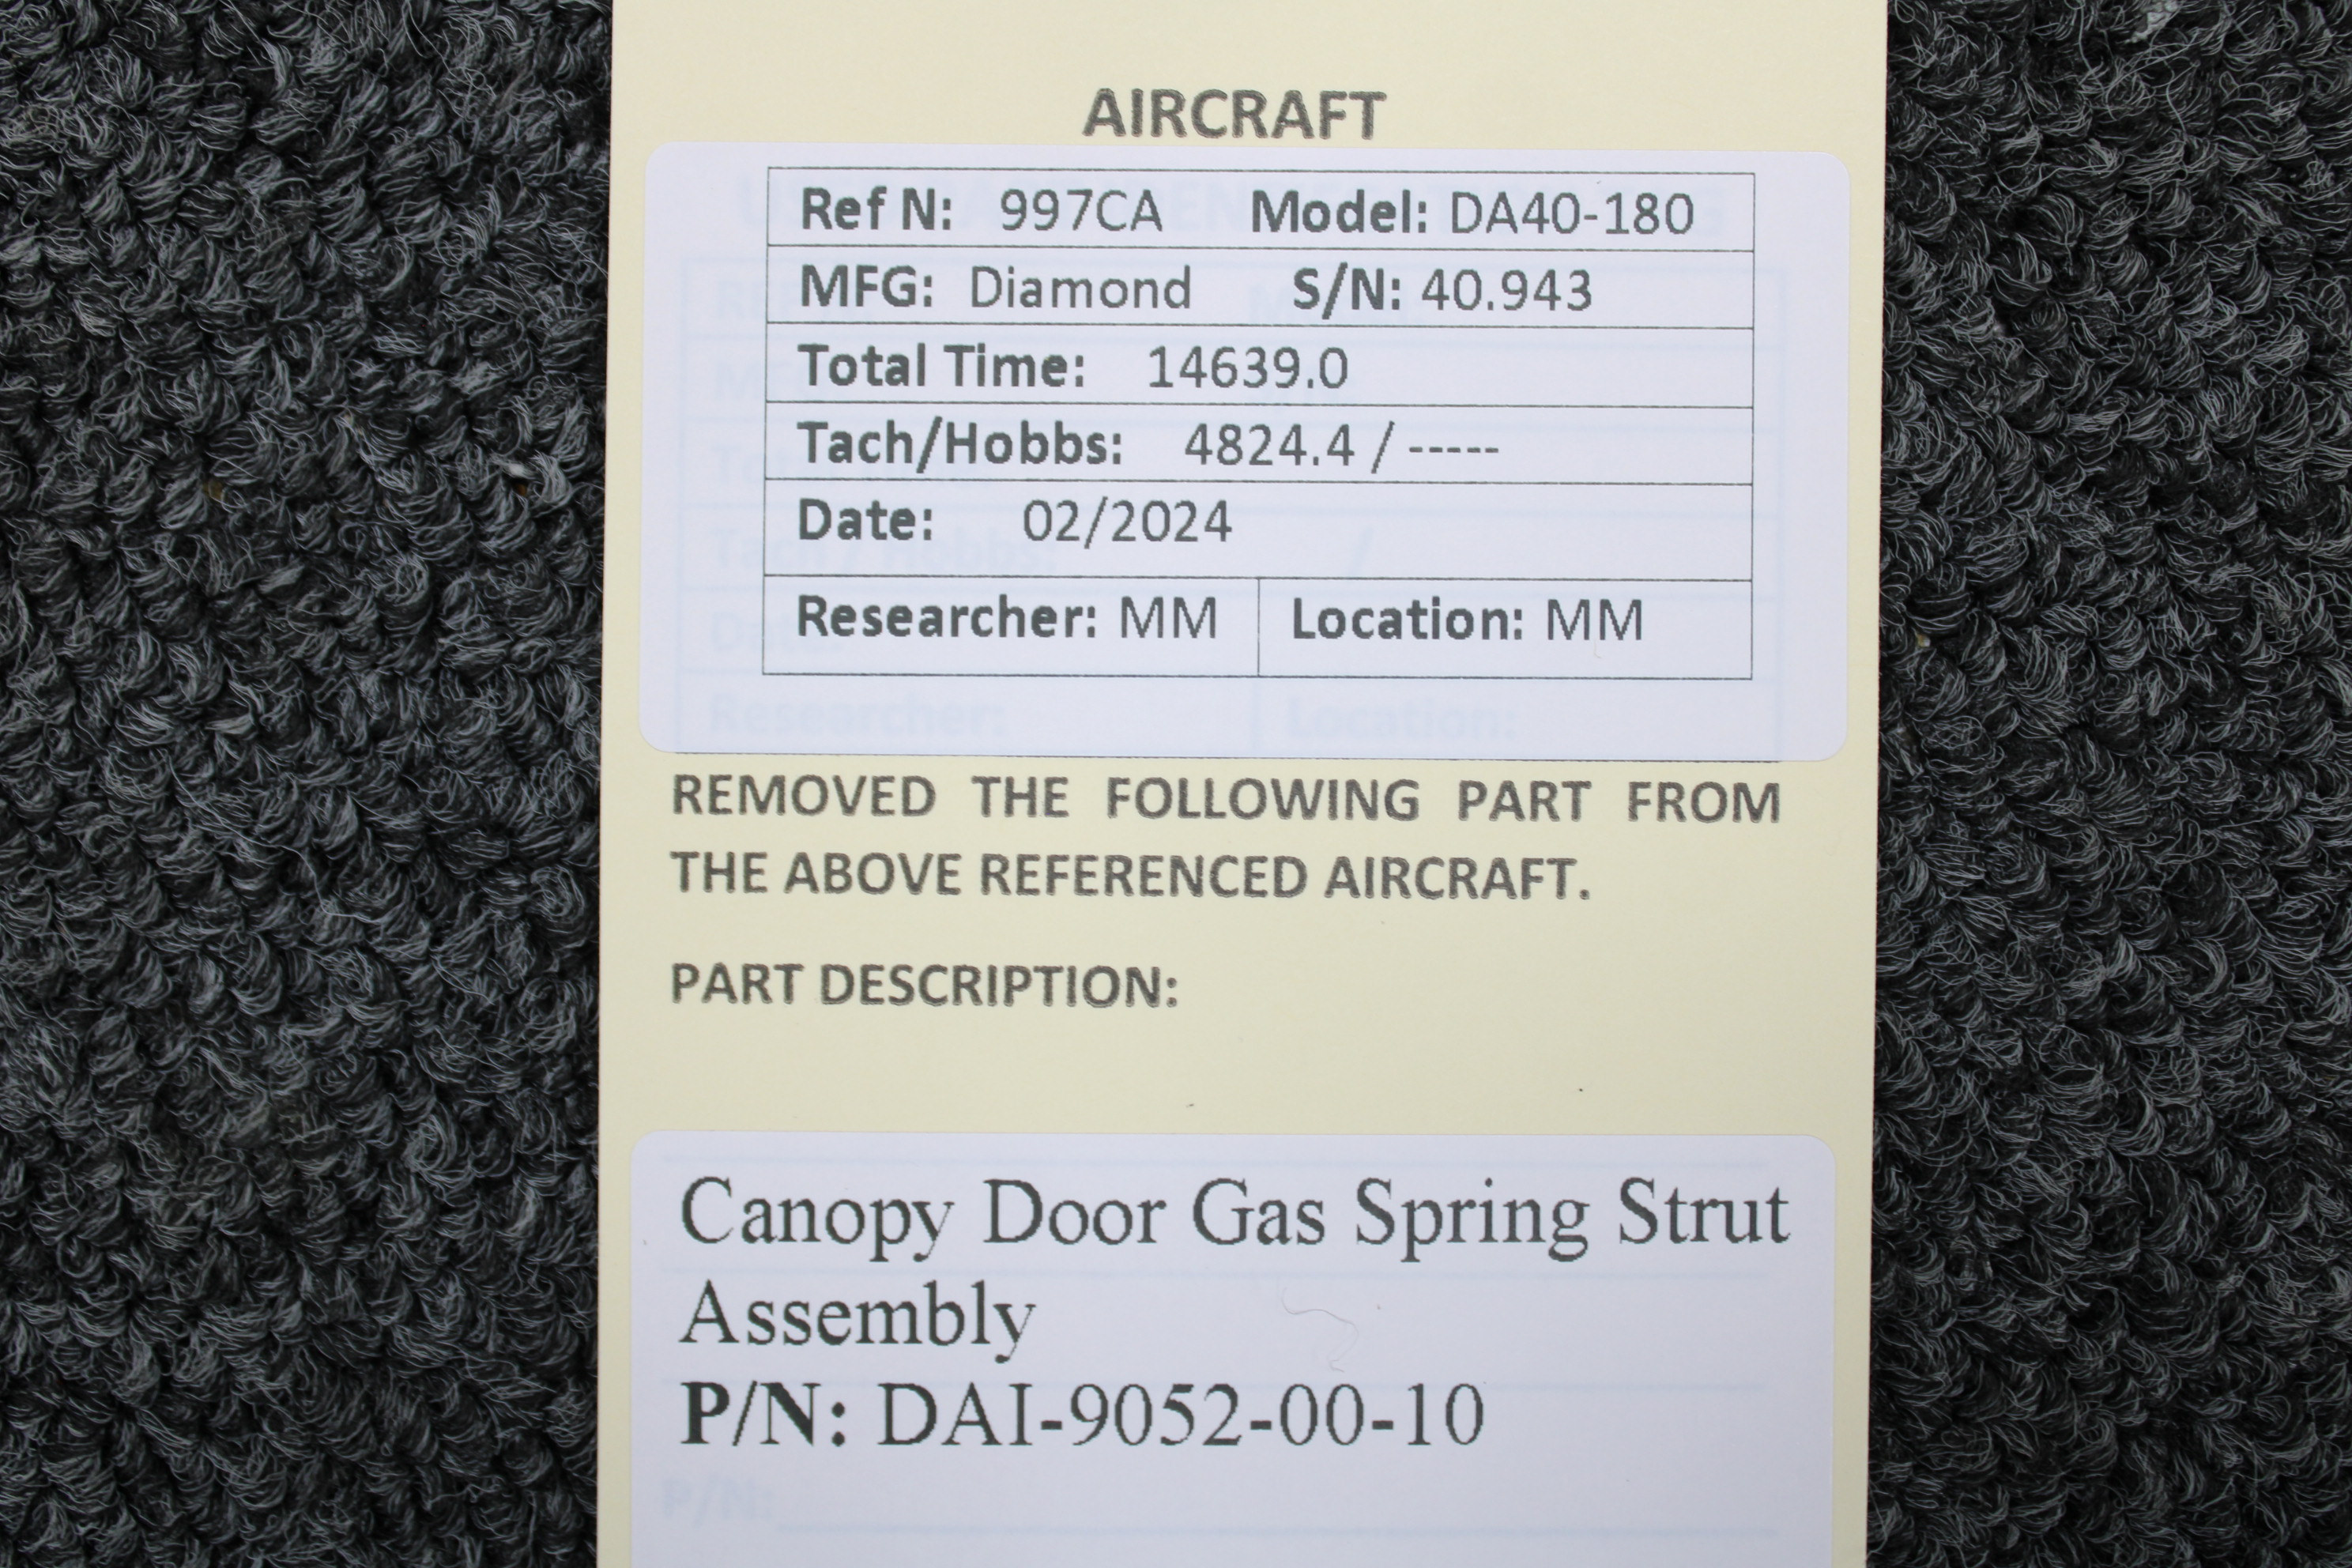 AIRCRAFT
Ref N: 997CA Model: DA40-180
MFG: Diamond S/N: 40.943
Total Time: 14639.0
Tach/Hobbs: 4824.4 / -----
Date: 02/2024
Researcher: MM Location: MM
Researcher: Location:
REMOVED THE FOLLOWING PART FROM
THE ABOVE REFERENCED AIRCRAFT.
PART DESCRIPTION:
Canopy Door Gas Spring Strut
Assembly
P/N: DAI-9052-00-10
P/N: